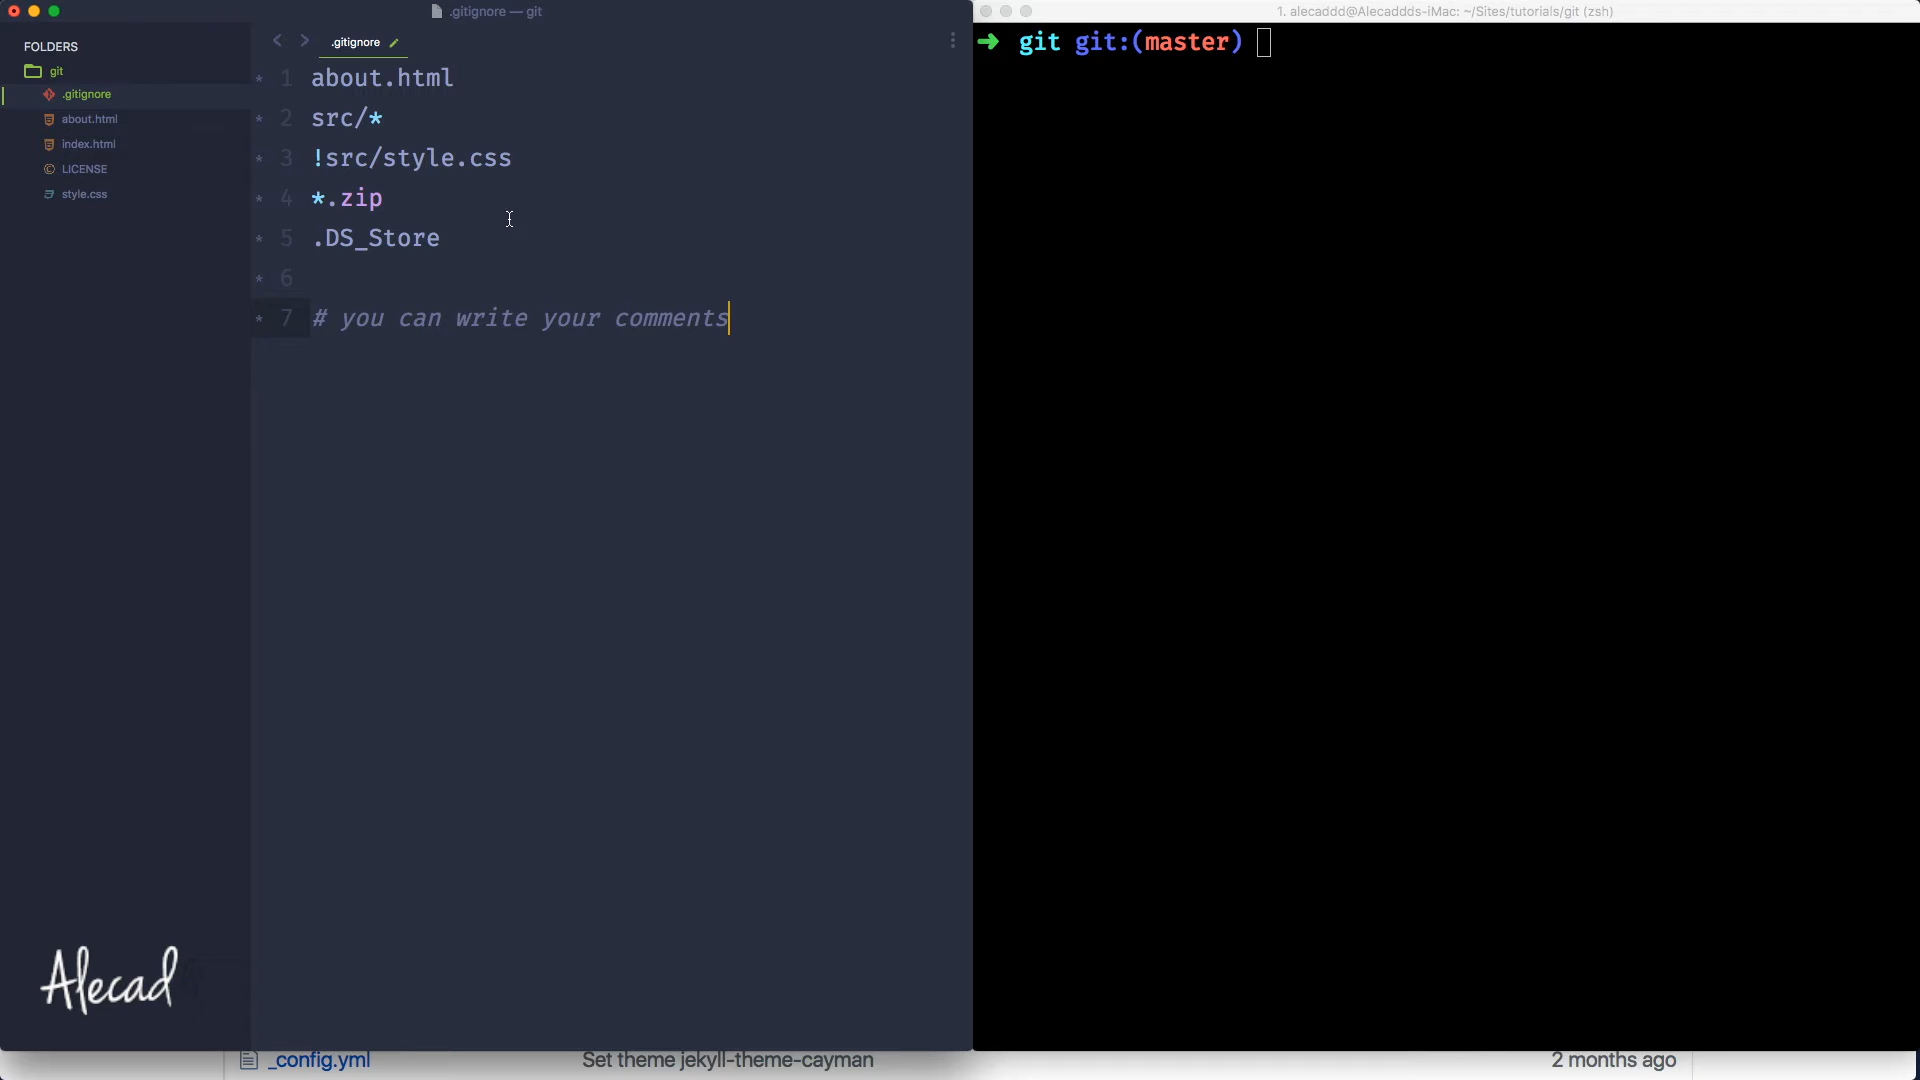 .gitignore — git
FOLDERS
git
.gitignore
about.html
index.html
LICENSE
style.css
.gitignore
* 1 about.html
* 2 src/*
* 3 !src/style.css
* 4 *.zip
* 5 .DS_Store
* 6
* 7 # you can write your comments
Alecad
1. alecaddd@Alecaddds-iMac: ~/Sites/tutorials/git (zsh)
➜ git git:(master)
_config.yml Set theme jekyll-theme-cayman 2 months ago